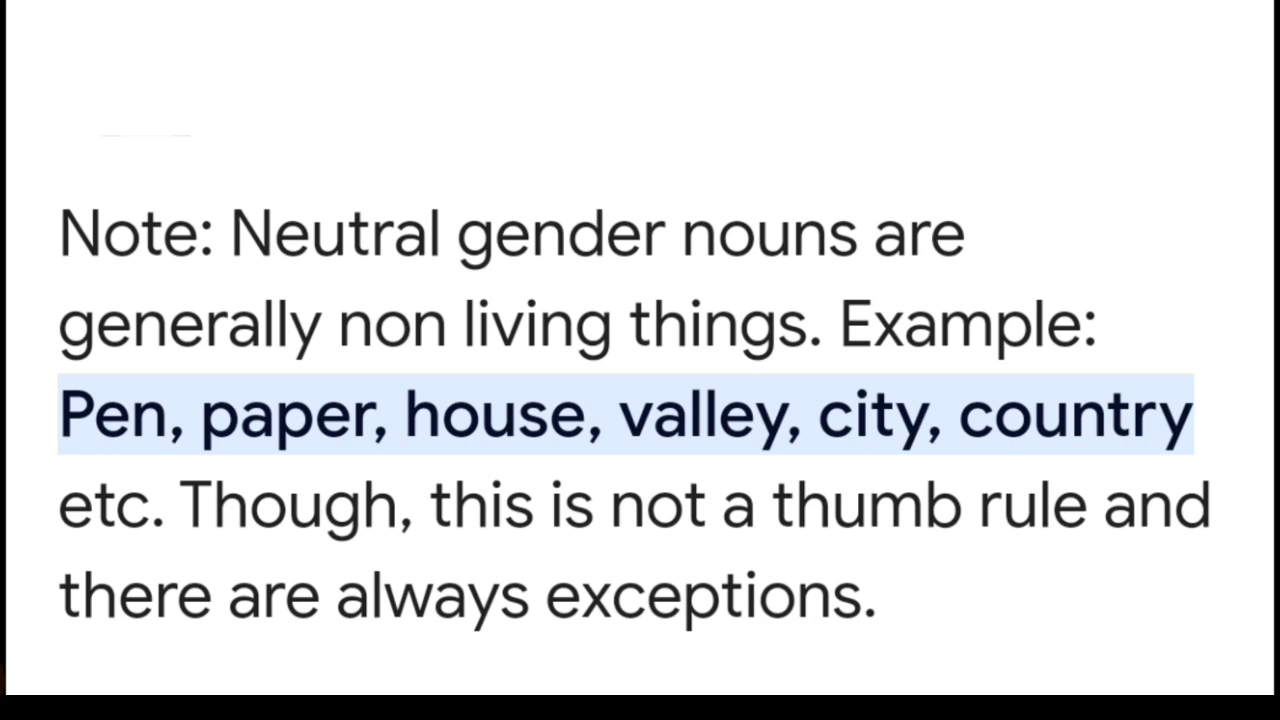 Note: Neutral gender nouns are
generally non living things. Example:
Pen, paper, house, valley, city, country
etc. Though, this is not a thumb rule and
there are always exceptions.